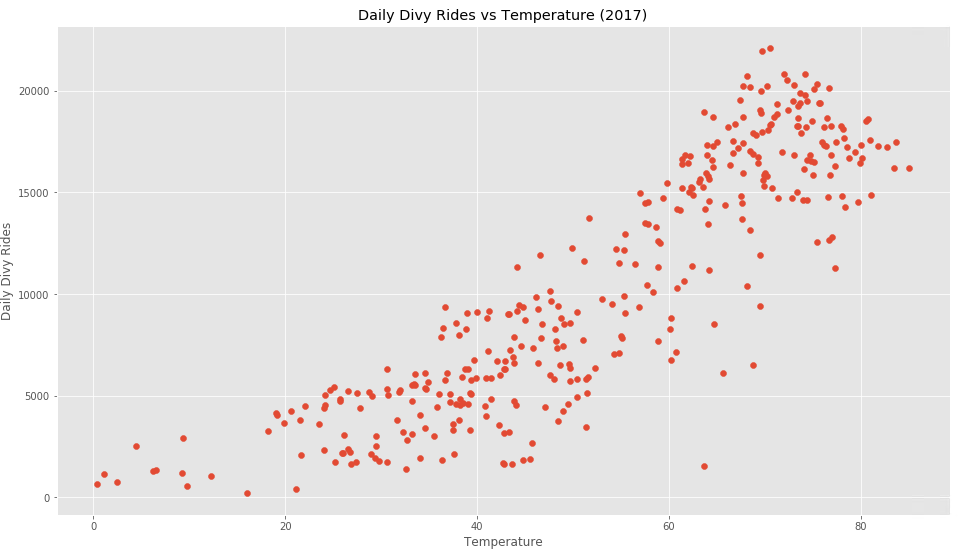 Daily Divy Rides vs Temperature (2017)
Daily Divy Rides
20000
15000
10000
5000
0
0 20 40 60 80
Temperature